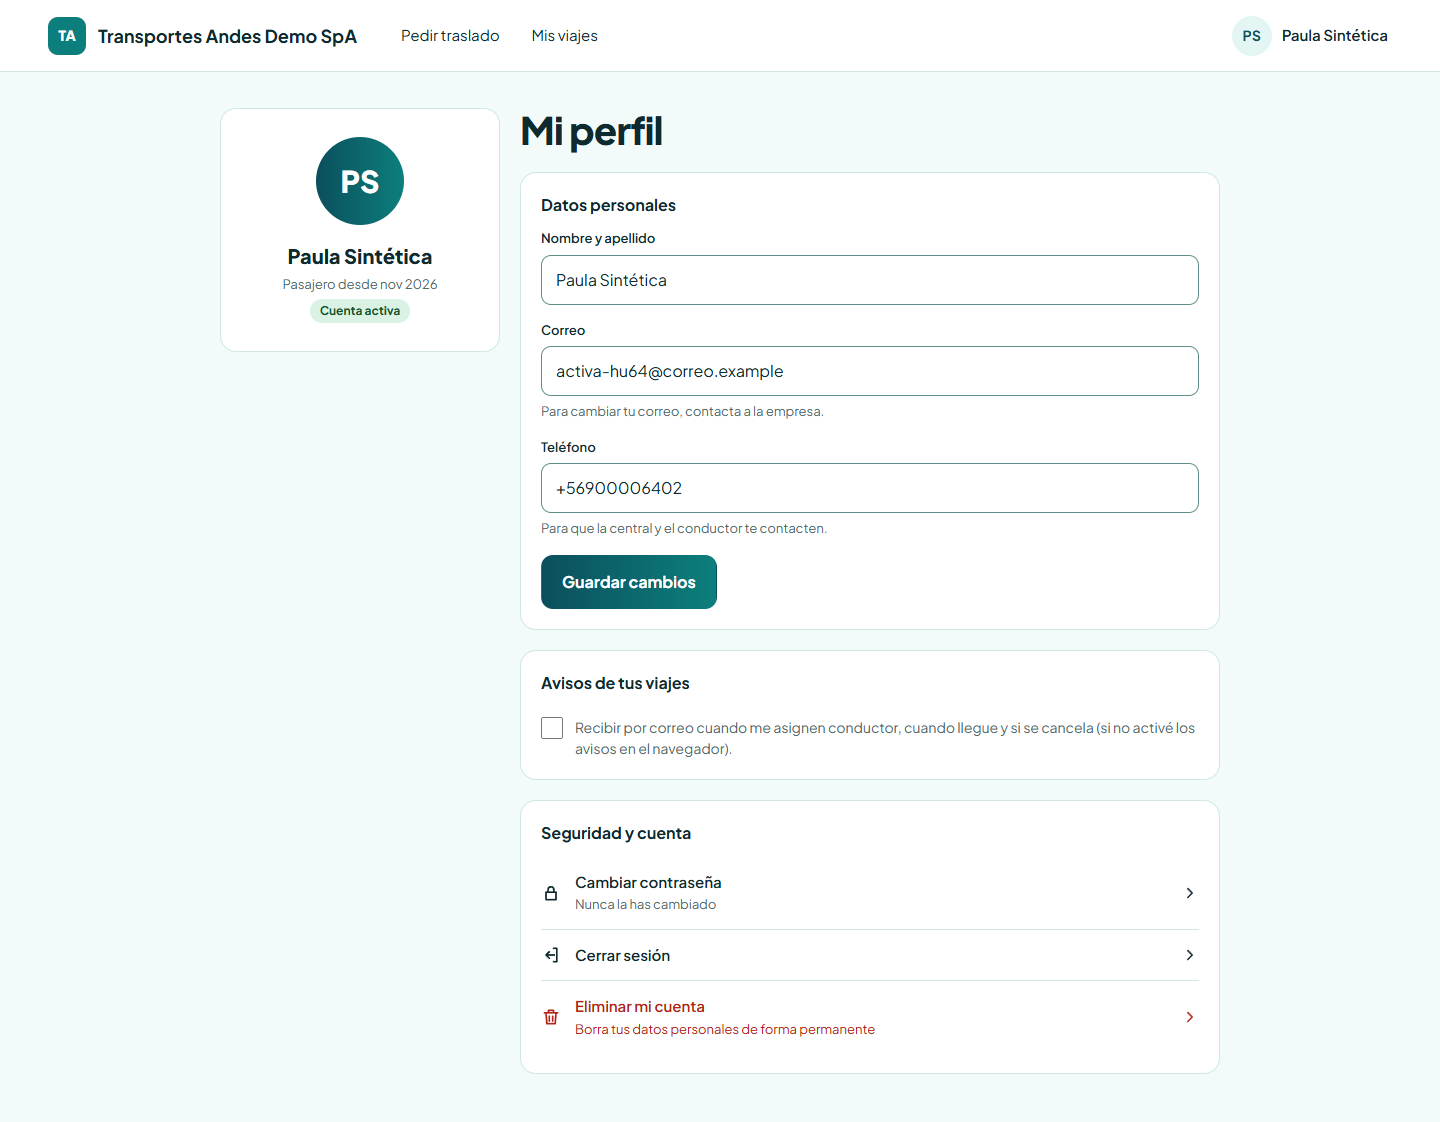 TA
Transportes Andes Demo SpA
Pedir traslado
Mis viajes
PS
Paula Sintética
PS
Paula Sintética
Pasajero desde nov 2026
Cuenta activa
Mi perfil
Datos personales
Nombre y apellido
Paula Sintética
Correo
activa-hu64@correo.example
Para cambiar tu correo, contacta a la empresa.
Teléfono
+56900006402
Para que la central y el conductor te contacten.
Guardar cambios
Avisos de tus viajes
Recibir por correo cuando me asignen conductor, cuando llegue y si se cancela (si no activé los
avisos en el navegador).
Seguridad y cuenta
Cambiar contraseña
Nunca la has cambiado
Cerrar sesión
Eliminar mi cuenta
Borra tus datos personales de forma permanente